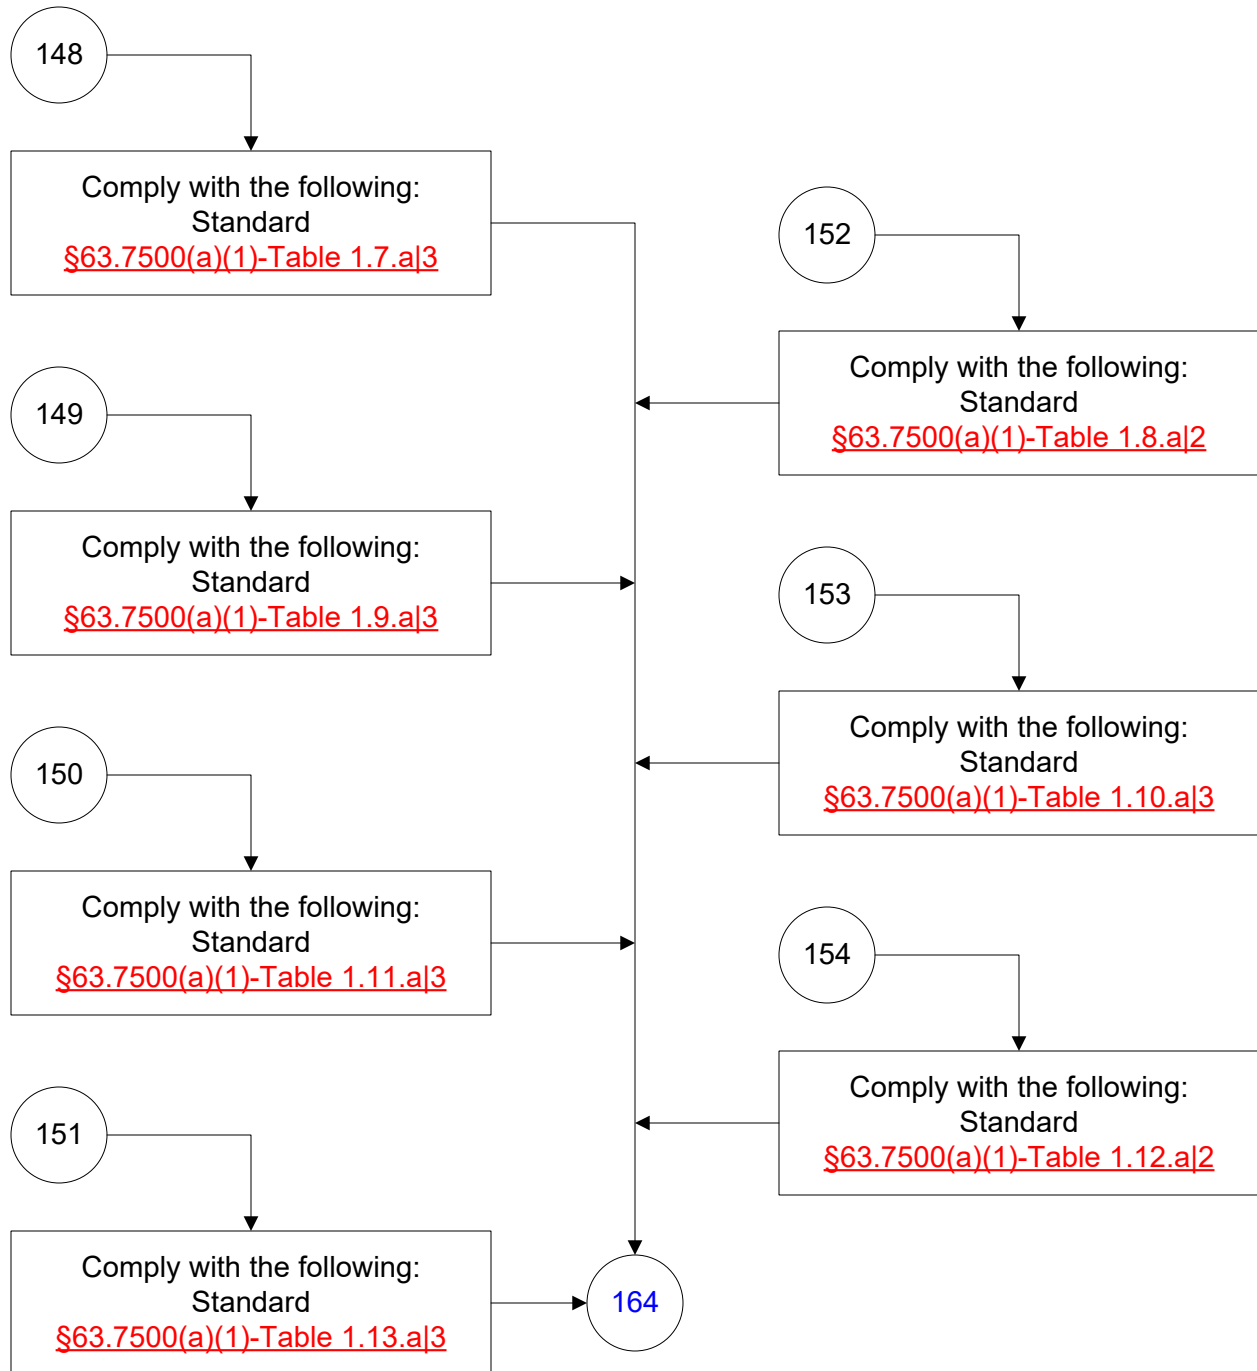 148
Comply with the following:
Standard
§63.7500(a)(1)-Table 1.7.a|3
152
Comply with the following:
Standard
§63.7500(a)(1)-Table 1.8.a|2
149
Comply with the following:
Standard
§63.7500(a)(1)-Table 1.9.a|3
153
Comply with the following:
Standard
§63.7500(a)(1)-Table 1.10.a|3
150
Comply with the following:
Standard
§63.7500(a)(1)-Table 1.11.a|3
154
Comply with the following:
Standard
§63.7500(a)(1)-Table 1.12.a|2
151
Comply with the following:
Standard
§63.7500(a)(1)-Table 1.13.a|3
164